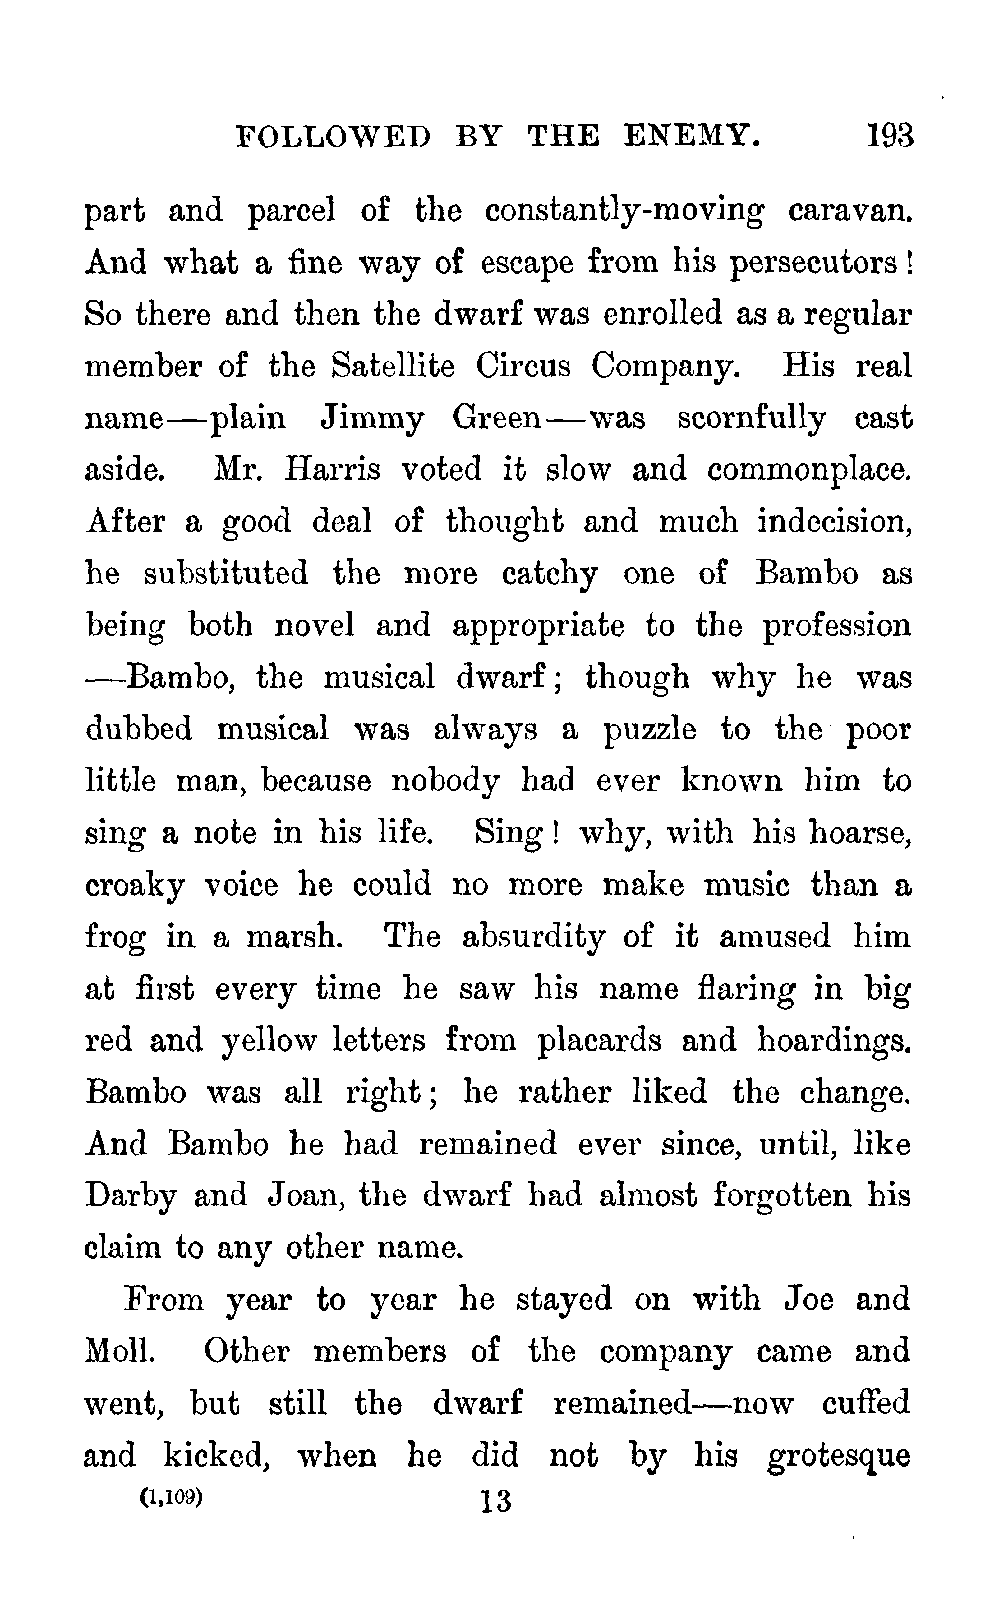 FOLLOWED BY THE ENEMY. 193
part and parcel of the constantly-moving caravan.
And what a fine way of escape from his persecutors!
So there and then the dwarf was enrolled as a regular
member of the Satellite Circus Company. His real
name—plain Jimmy Green—was scornfully cast
aside. Mr. Harris voted it slow and commonplace.
After a good deal of thought and much indecision,
he substituted the more catchy one of Bambo as
being both novel and appropriate to the profession
—Bambo, the musical dwarf; though why he was
dubbed musical was always a puzzle to the poor
little man, because nobody had ever known him to
sing a note in his life. Sing! why, with his hoarse,
croaky voice he could no more make music than a
frog in a marsh. The absurdity of it amused him
at first every time he saw his name flaring in big
red and yellow letters from placards and hoardings.
Bambo was all right; he rather liked the change.
And Bambo he had remained ever since, until, like
Darby and Joan, the dwarf had almost forgotten his
claim to any other name.
From year to year he stayed on with Joe and
Moll. Other members of the company came and
went, but still the dwarf remained—now cuffed
and kicked, when he did not by his grotesque
(1,109) 13